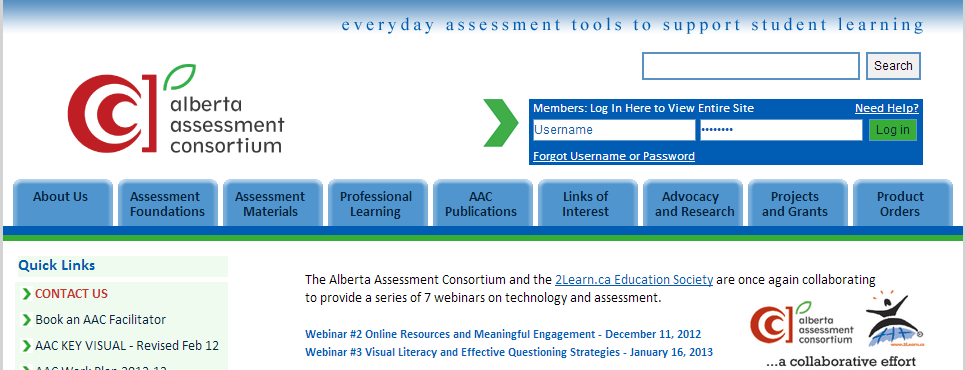 everyday assessment tools to support student learning
Search
alberta
assessment
consortium
Members: Log In Here to View Entire Site
Need Help?
Username
••••••••
Log in
Forgot Username or Password
About Us
Assessment
Foundations
Assessment
Materials
Professional
Learning
AAC
Publications
Links of
Interest
Advocacy
and Research
Projects
and Grants
Product
Orders
Quick Links
CONTACT US
Book an AAC Facilitator
AAC KEY VISUAL - Revised Feb 12
AAC Work Plan 2012-13
The Alberta Assessment Consortium and the 2Learn.ca Education Society are once again collaborating
to provide a series of 7 webinars on technology and assessment.
Webinar #2 Online Resources and Meaningful Engagement - December 11, 2012
Webinar #3 Visual Literacy and Effective Questioning Strategies - January 16, 2013
alberta
assessment
consortium
www.2Learn.ca
...a collaborative effort